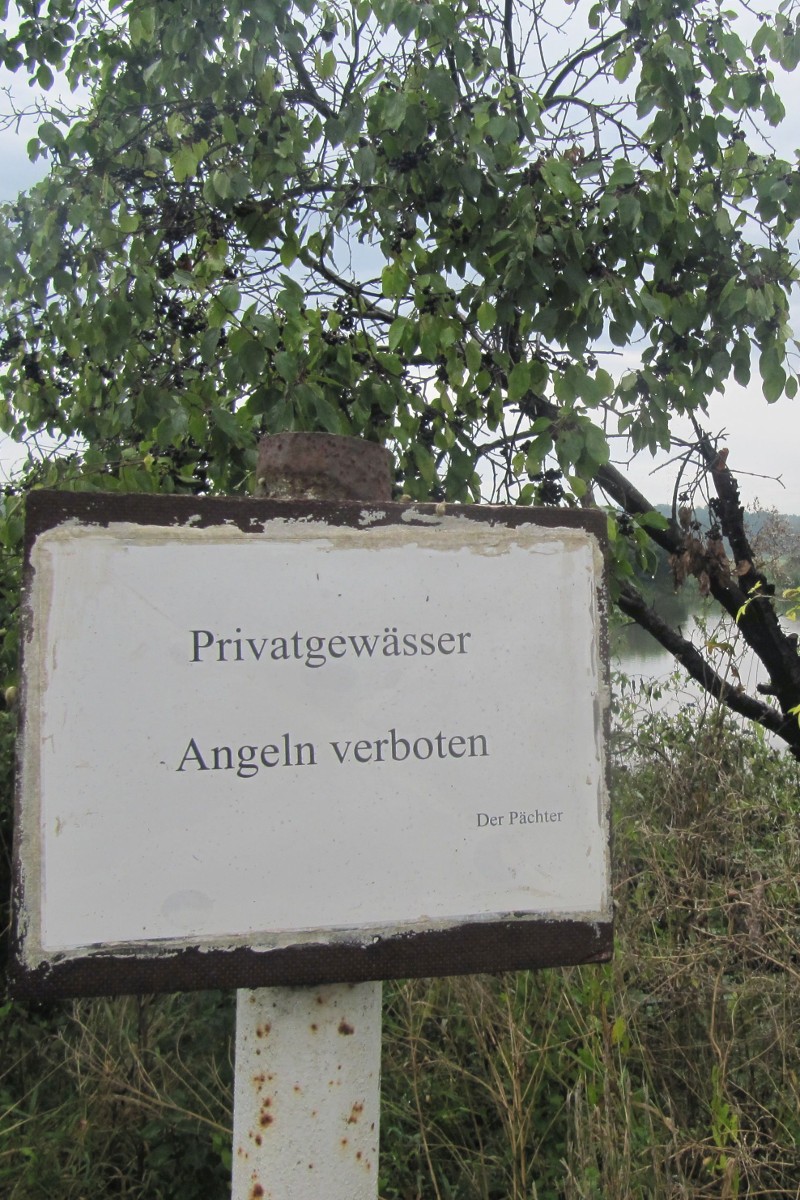 Privatgewässer
Angeln verboten
Der Pächter